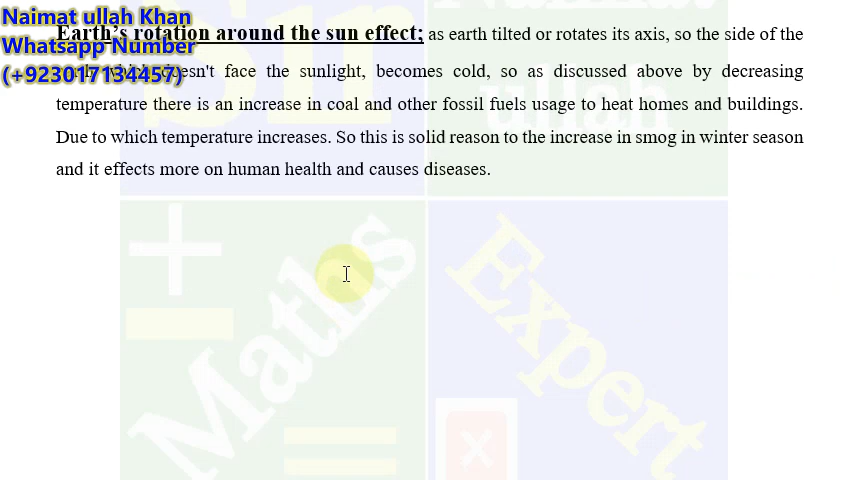 Naimat ullah Khan
Whatsapp Number
(+923017134457)
Earth's rotation around the sun effect; as earth tilted or rotates its axis, so the side of the
doesn't face the sunlight, becomes cold, so as discussed above by decreasing
temperature there is an increase in coal and other fossil fuels usage to heat homes and buildings.
Due to which temperature increases. So this is solid reason to the increase in smog in winter season
and it effects more on human health and causes diseases.
Sir
ullah
Maths
Expert